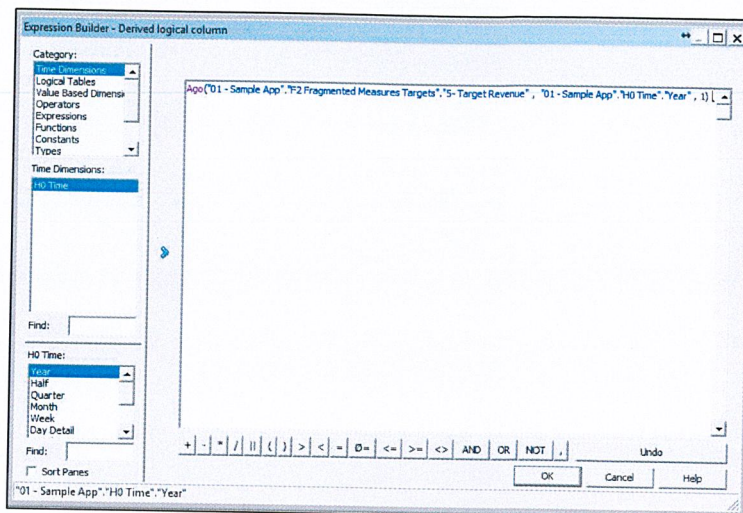 Expression Builder - Derived logical column
Category:
Time Dimensions
Logical Tables
Value Based Dimensi
Operators
Expressions
Functions
Constants
Types
Time Dimensions:
H0 Time
Find:
H0 Time:
Year
Half
Quarter
Month
Week
Day Detail
Find:
Sort Panes
Ago("01 - Sample App"."F2 Fragmented Measures Targets"."5- Target Revenue" , "01 - Sample App"."H0 Time"."Year" , 1)
+ - * / || ( ) > < = Ø= <= >= <> AND OR NOT , Undo
OK Cancel Help
"01 - Sample App"."H0 Time"."Year"